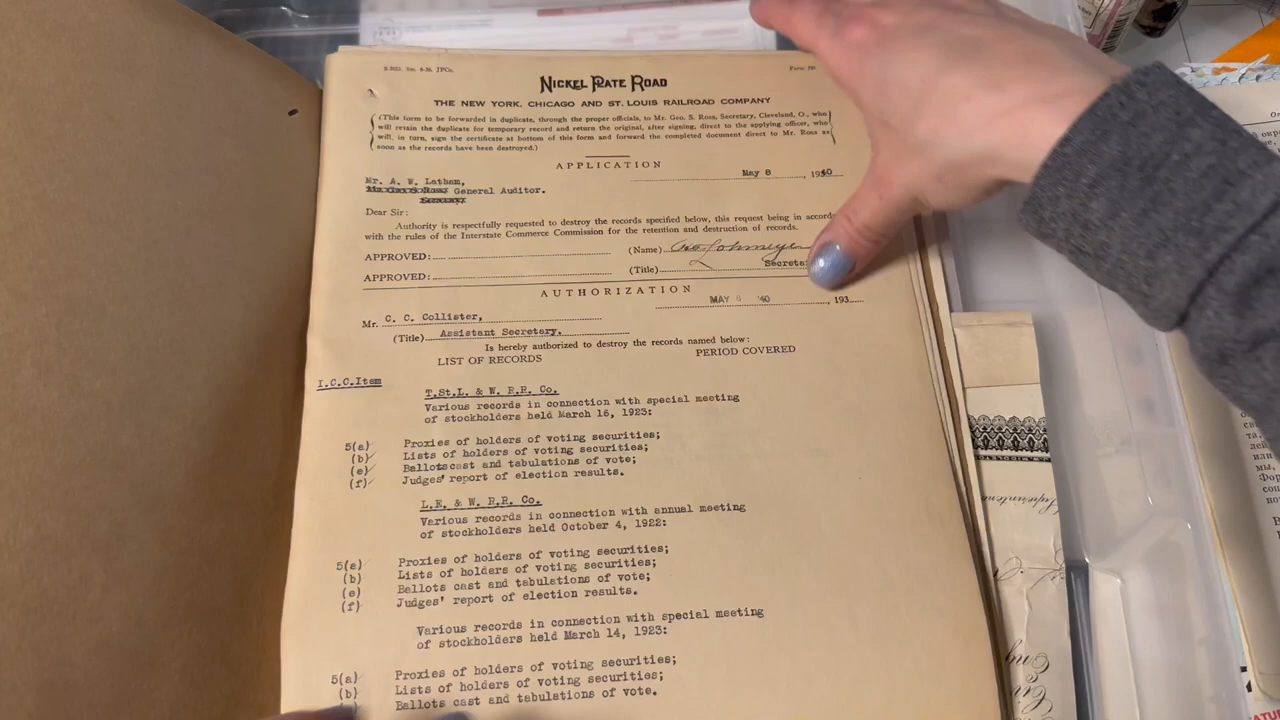 NICKEL PLATE ROAD
THE NEW YORK, CHICAGO AND ST. LOUIS RAILROAD COMPANY
(This form to be forwarded in duplicate, through the proper officials, to Mr. Geo. S. Ross, Secretary, Cleveland, O., who
will retain the duplicate for temporary record and return the original, after signing, direct to the applying officer, who
will, in turn, sign the certificate at bottom of this form and forward the completed document direct to Mr. Ross as
soon as the records have been destroyed.)
APPLICATION
May 8, 1940
Mr. A. W. Latham,
General Auditor.
Dear Sir:
Authority is respectfully requested to destroy the records specified below, this request being in accord
with the rules of the Interstate Commerce Commission for the retention and destruction of records.
APPROVED: (Name)
APPROVED: (Title) Secreta
AUTHORIZATION
MAY '40, 193
Mr. C. C. Collister,
(Title) Assistant Secretary.
Is hereby authorized to destroy the records named below:
LIST OF RECORDS PERIOD COVERED
I.C.C.Item
T.St.L. & W. R.R. Co.
Various records in connection with special meeting
of stockholders held March 16, 1923:
5(a) Proxies of holders of voting securities;
(b) Lists of holders of voting securities;
(e) Ballots cast and tabulations of vote;
(f) Judges' report of election results.
L.E. & W. R.R. Co.
Various records in connection with annual meeting
of stockholders held October 4, 1922:
5(a) Proxies of holders of voting securities;
(b) Lists of holders of voting securities;
(e) Ballots cast and tabulations of vote;
(f) Judges' report of election results.
Various records in connection with special meeting
of stockholders held March 14, 1923:
5(a) Proxies of holders of voting securities;
(b) Lists of holders of voting securities;
Ballots cast and tabulations of vote.